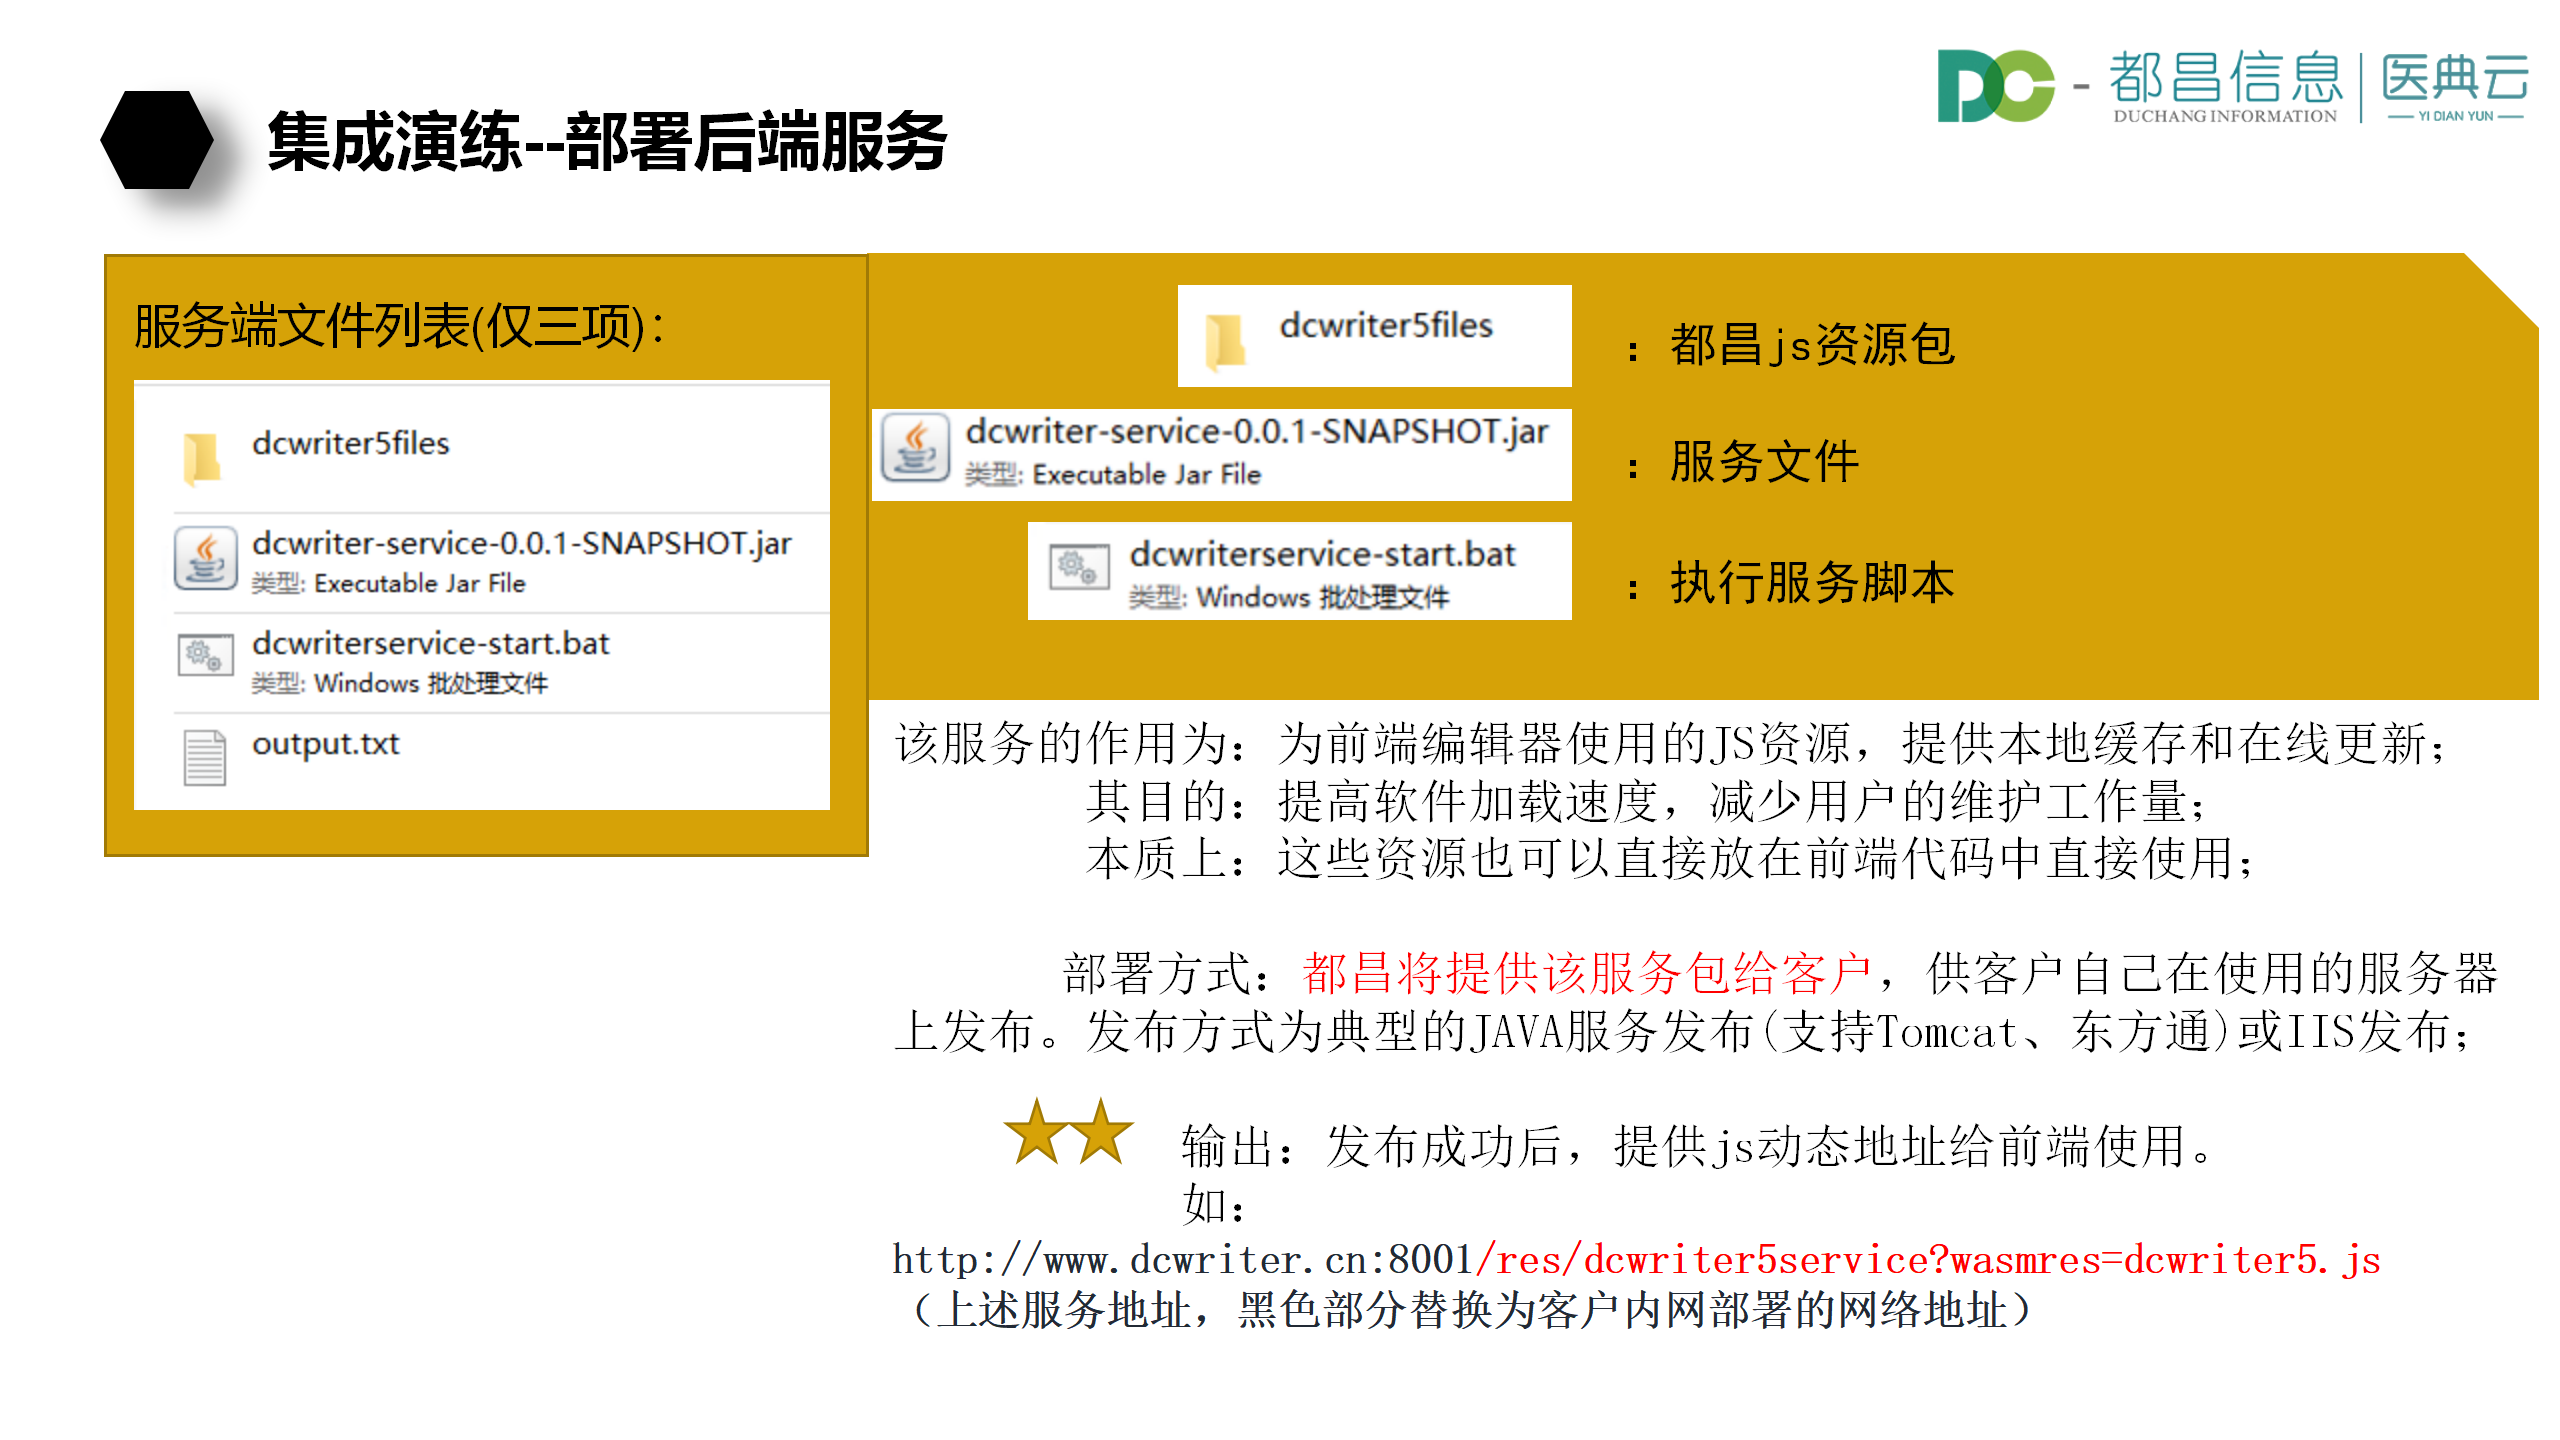 集成演练--部署后端服务
DC - 都昌信息 | 医典云
DUCHANG INFORMATION
YI DIAN YUN
服务端文件列表(仅三项)：
dcwriter5files
dcwriter-service-0.0.1-SNAPSHOT.jar
类型: Executable Jar File
dcwriterservice-start.bat
类型: Windows 批处理文件
output.txt
dcwriter5files
：都昌js资源包
dcwriter-service-0.0.1-SNAPSHOT.jar
类型: Executable Jar File
：服务文件
dcwriterservice-start.bat
类型: Windows 批处理文件
：执行服务脚本
该服务的作用为：为前端编辑器使用的JS资源，提供本地缓存和在线更新；
其目的：提高软件加载速度，减少用户的维护工作量；
本质上：这些资源也可以直接放在前端代码中直接使用；
部署方式：都昌将提供该服务包给客户，供客户自己在使用的服务器
上发布。发布方式为典型的JAVA服务发布(支持Tomcat、东方通)或IIS发布；
输出：发布成功后，提供js动态地址给前端使用。
如：
http://www.dcwriter.cn:8001/res/dcwriter5service?wasmres=dcwriter5.js
（上述服务地址，黑色部分替换为客户内网部署的网络地址）